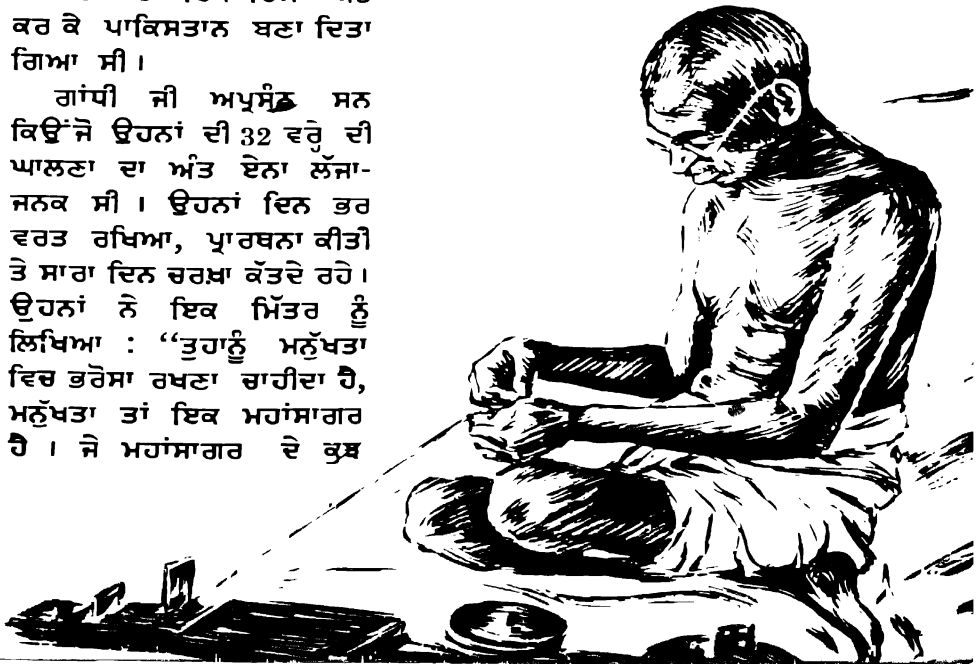 ਕਰ ਕੇ ਪਾਕਿਸਤਾਨ ਬਣਾ ਦਿਤਾ
ਗਿਆ ਸੀ।
ਗਾਂਧੀ ਜੀ ਅਪ੍ਰਸੰਨ ਸਨ
ਕਿਉਂਜੋ ਉਹਨਾਂ ਦੀ 32 ਵਰ੍ਹੇ ਦੀ
ਘਾਲਣਾ ਦਾ ਅੰਤ ਏਨਾ ਲੱਜਾ-
ਜਨਕ ਸੀ। ਉਹਨਾਂ ਦਿਨ ਭਰ
ਵਰਤ ਰਖਿਆ, ਪ੍ਰਾਰਥਨਾ ਕੀਤੀ
ਤੇ ਸਾਰਾ ਦਿਨ ਚਰਖ਼ਾ ਕੱਤਦੇ ਰਹੇ।
ਉਹਨਾਂ ਨੇ ਇਕ ਮਿੱਤਰ ਨੂੰ
ਲਿਖਿਆ : “ਤੁਹਾਨੂੰ ਮਨੁੱਖਤਾ
ਵਿਚ ਭਰੋਸਾ ਰਖਣਾ ਚਾਹੀਦਾ ਹੈ,
ਮਨੁੱਖਤਾ ਤਾਂ ਇਕ ਮਹਾਂਸਾਗਰ
ਹੈ। ਜੇ ਮਹਾਂਸਾਗਰ ਦੇ ਕੁਝ